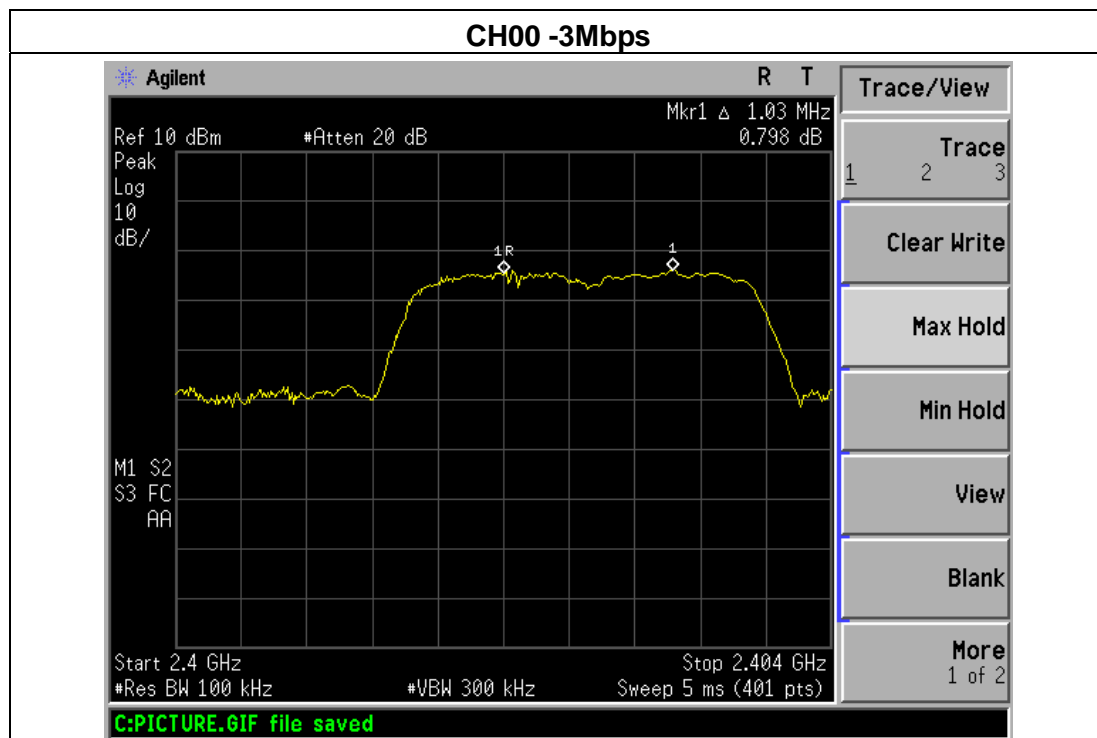 CH00 -3Mbps
Agilent R T
Mkr1 Δ 1.03 MHz
Ref 10 dBm #Atten 20 dB 0.798 dB
Peak
Log
10
dB/
1R 1
M1 S2
S3 FC
AA
Start 2.4 GHz Stop 2.404 GHz
#Res BW 100 kHz #VBW 300 kHz Sweep 5 ms (401 pts)
C:PICTURE.GIF file saved
Trace/View
Trace
1 2 3
Clear Write
Max Hold
Min Hold
View
Blank
More
1 of 2